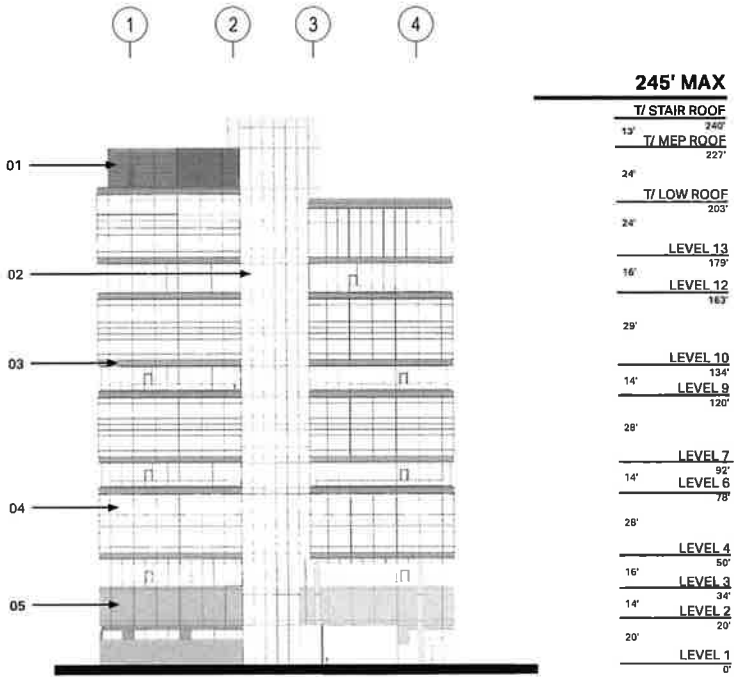 1 2 3 4
245' MAX
T/ STAIR ROOF
240'
13'
T/ MEP ROOF
227'
24'
T/ LOW ROOF
203'
24'
LEVEL 13
179'
16'
LEVEL 12
163'
29'
LEVEL 10
134'
14'
LEVEL 9
120'
28'
LEVEL 7
92'
14'
LEVEL 6
78'
28'
LEVEL 4
50'
16'
LEVEL 3
34'
14'
LEVEL 2
20'
20'
LEVEL 1
0'
01
02
03
04
05